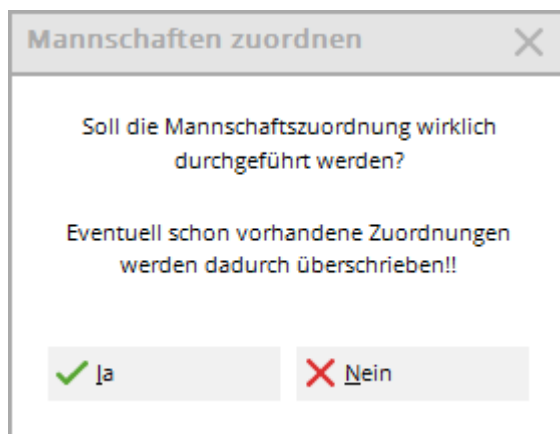 Mannschaften zuordnen
Soll die Mannschaftszuordnung wirklich
durchgeführt werden?
Eventuell schon vorhandene Zuordnungen
werden dadurch überschrieben!!
Ja
Nein